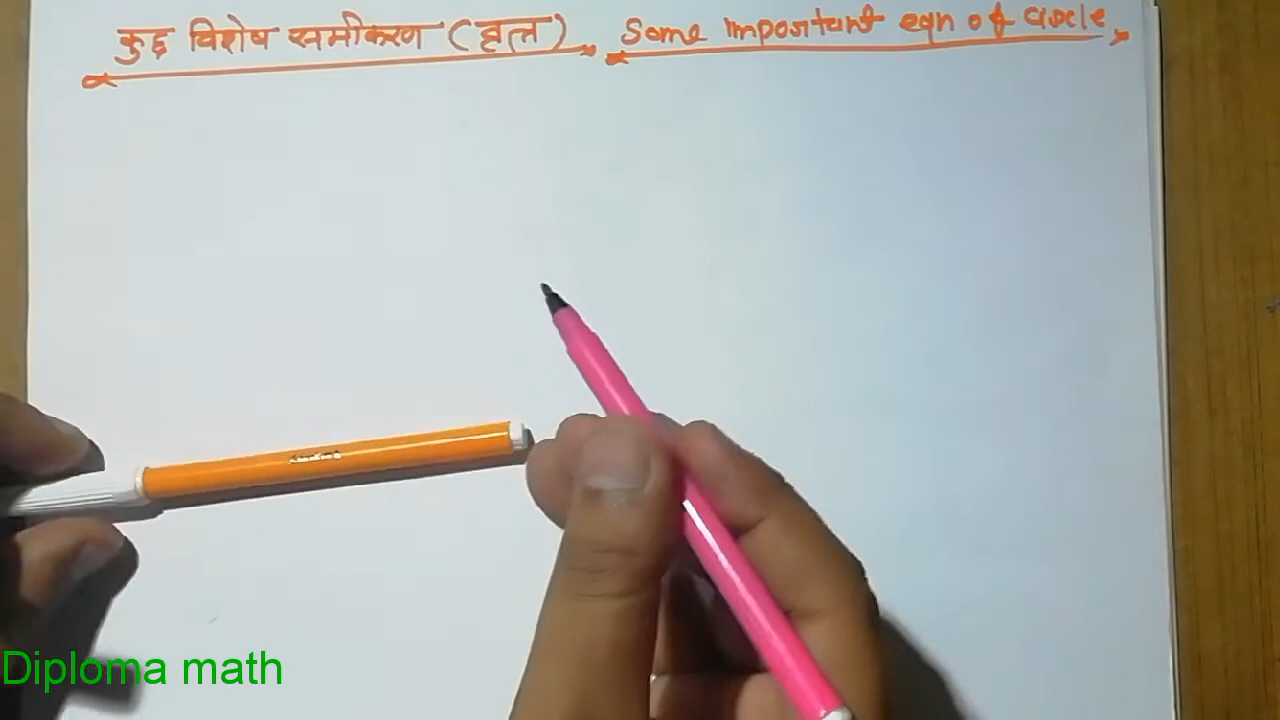 कुछ विशेष समीकरण (वृत्त) Some important eqn of circle
Diploma math